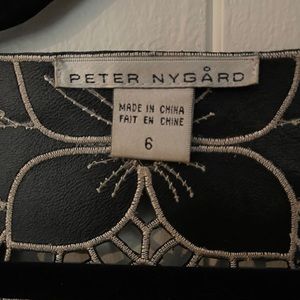 PETER NYGÅRD
MADE IN CHINA
FAIT EN CHINE
6